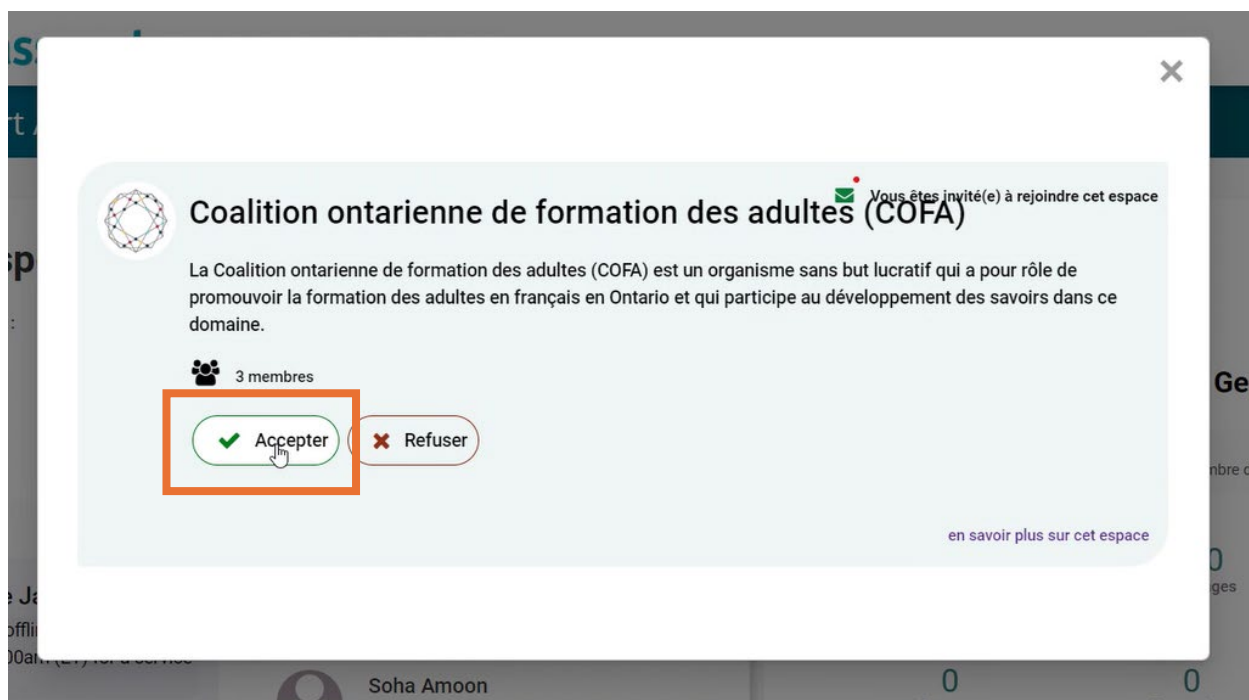 Vous êtes invité(e) à rejoindre cet espace
Coalition ontarienne de formation des adultes (COFA)
La Coalition ontarienne de formation des adultes (COFA) est un organisme sans but lucratif qui a pour rôle de
promouvoir la formation des adultes en français en Ontario et qui participe au développement des savoirs dans ce
domaine.
3 membres
Accepter
Refuser
en savoir plus sur cet espace
Soha Amoon
0
0